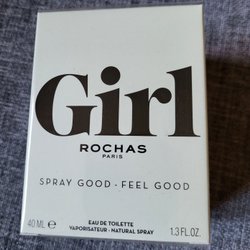 Girl
ROCHAS
PARIS
SPRAY GOOD - FEEL GOOD
EAU DE TOILETTE
40 ML e VAPORISATEUR - NATURAL SPRAY 1.3 FL.OZ.